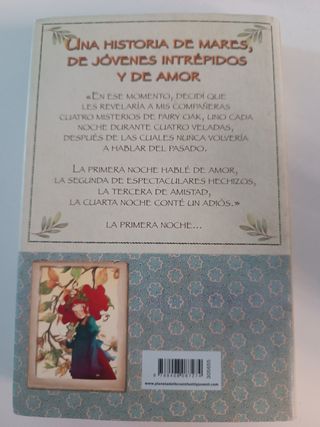 UNA HISTORIA DE MARES,
DE JÓVENES INTRÉPIDOS
Y DE AMOR
«EN ESE MOMENTO, DECIDÍ QUE
LES REVELARÍA A MIS COMPAÑERAS
CUATRO MISTERIOS DE FAIRY OAK, UNO CADA
NOCHE DURANTE CUATRO VELADAS,
DESPUÉS DE LAS CUALES NUNCA VOLVERÍA
A HABLAR DEL PASADO.
LA PRIMERA NOCHE HABLÉ DE AMOR,
LA SEGUNDA DE ESPECTACULARES HECHIZOS,
LA TERCERA DE AMISTAD,
LA CUARTA NOCHE CONTÉ UN ADIÓS.»
LA PRIMERA NOCHE...